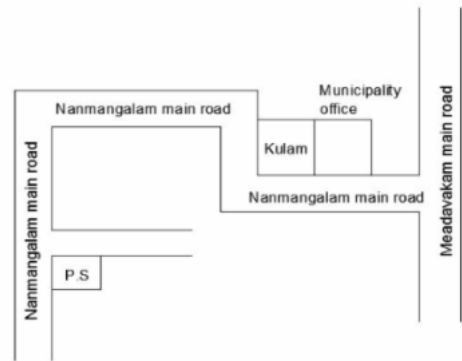 Municipality
office
Nanmangalam main road
Kulam
Nanmangalam main road
Meadavakam main road
Nanmangalam main road
P.S